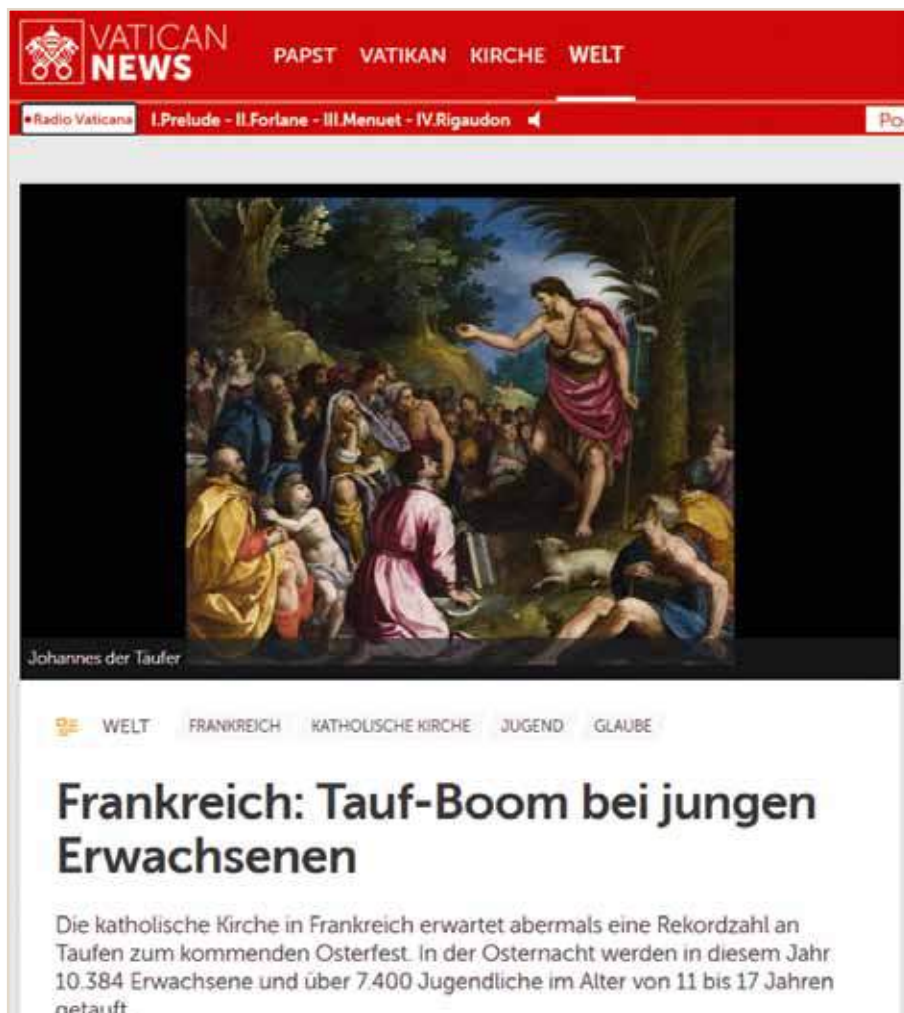 VATICAN
NEWS
PAPST VATIKAN KIRCHE WELT
•Radio Vaticana I.Prelude - II.Forlane - III.Menuet - IV.Rigaudon
Johannes der Taufer
WELT FRANKREICH KATHOLISCHE KIRCHE JUGEND GLAUBE
Frankreich: Tauf-Boom bei jungen
Erwachsenen
Die katholische Kirche in Frankreich erwartet abermals eine Rekordzahl an
Taufen zum kommenden Osterfest. In der Osternacht werden in diesem Jahr
10.384 Erwachsene und über 7.400 Jugendliche im Alter von 11 bis 17 Jahren
getauft.